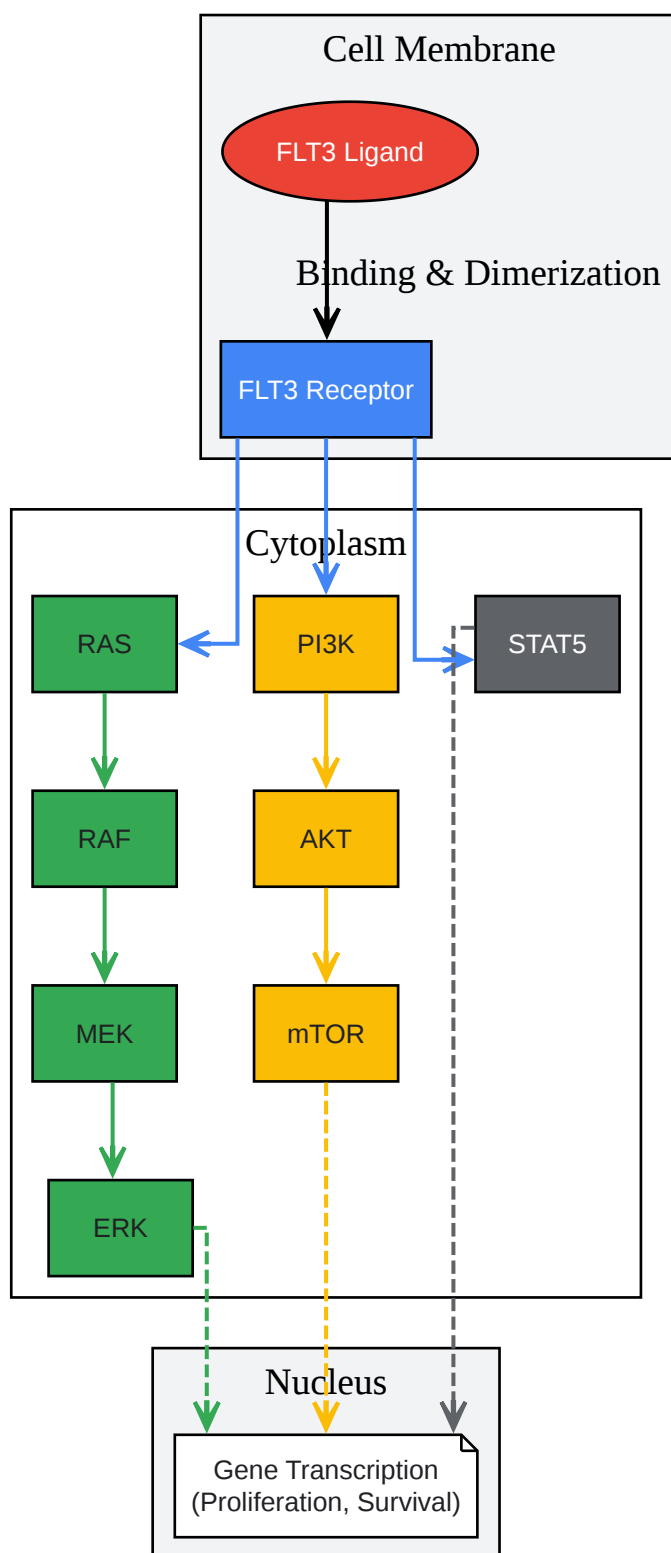 Cell Membrane
FLT3 Ligand
Binding & Dimerization
FLT3 Receptor
Cytoplasm
RAS
PI3K
STAT5
RAF
AKT
MEK
mTOR
ERK
Nucleus
Gene Transcription
(Proliferation, Survival)